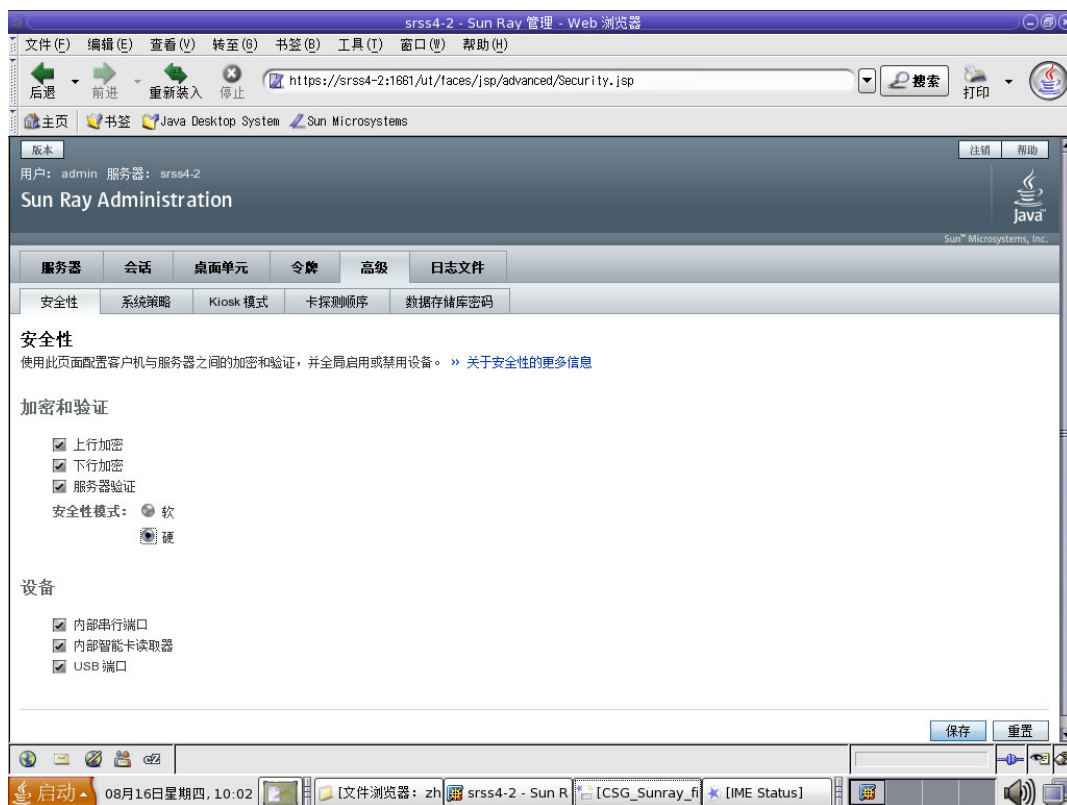 srss4-2 - Sun Ray 管理 - Web 浏览器
文件(F) 编辑(E) 查看(V) 转至(G) 书签(B) 工具(T) 窗口(W) 帮助(H)
后退 前进 重新装入 停止 https://srss4-2:1661/ut/faces/jsp/advanced/Security.jsp 搜索 打印
主页 书签 Java Desktop System Sun Microsystems
版本 注销 帮助
用户: admin 服务器: srss4-2
Sun Ray Administration
Java™
Sun™ Microsystems, Inc.
服务器 会话 桌面单元 令牌 高级 日志文件
安全性 系统策略 Kiosk 模式 卡探测顺序 数据存储库密码
安全性
使用此页面配置客户机与服务器之间的加密和验证，并全局启用或禁用设备。 ›› 关于安全性的更多信息
加密和验证
上行加密
下行加密
服务器验证
安全性模式: 软
硬
设备
内部串行端口
内部智能卡读取器
USB 端口
保存 重置
启动 08月16日星期四, 10:02 [文件浏览器: zh srss4-2 - Sun R [CSG_Sunray_fi [IME Status]